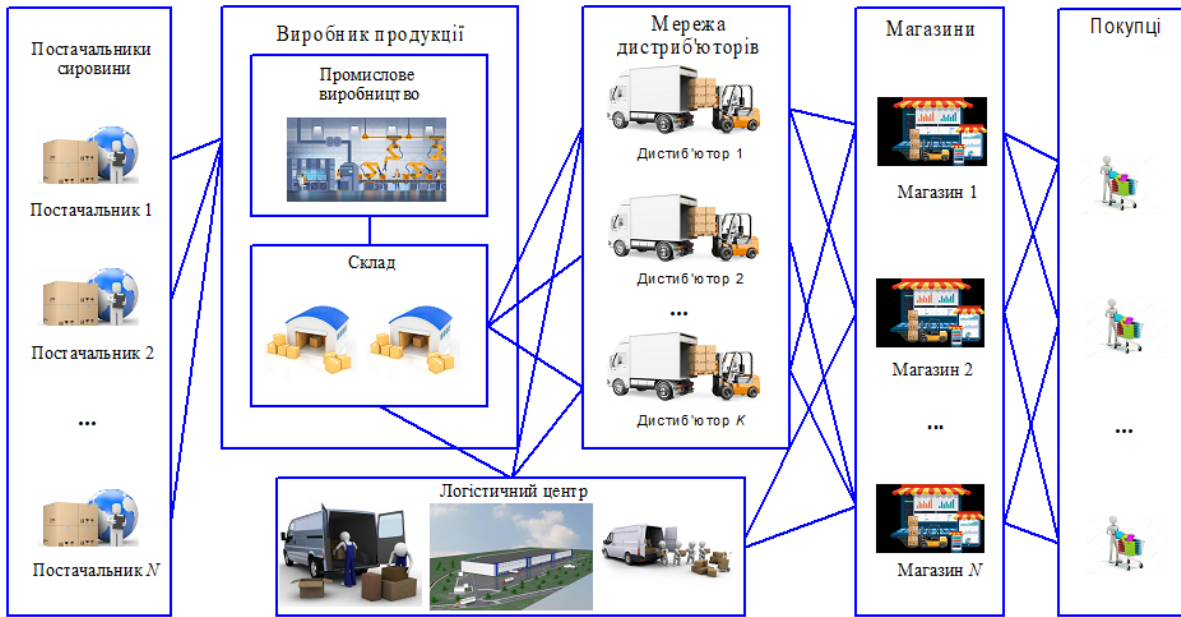 Постачальники
сировини
Постачальник 1
Постачальник 2
...
Постачальник N
Виробник продукції
Промислове
виробництво
Склад
Мережа
дистриб'юторів
Дистиб'ютор 1
Дистиб'ютор 2
...
Дистиб'ютор K
Логістичний центр
Магазини
Магазин 1
Магазин 2
...
Магазин N
Покупці
...